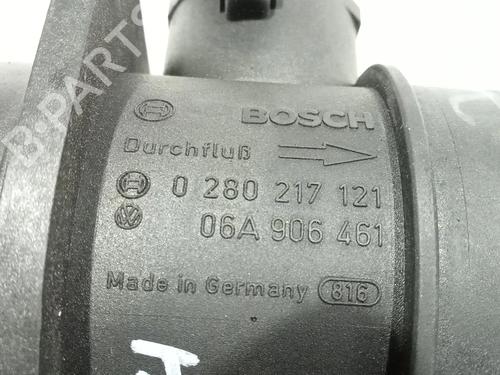 BOSCH
Durchfluß
0 280 217 121
06A 906 461
Made in Germany 816
B-PARTS